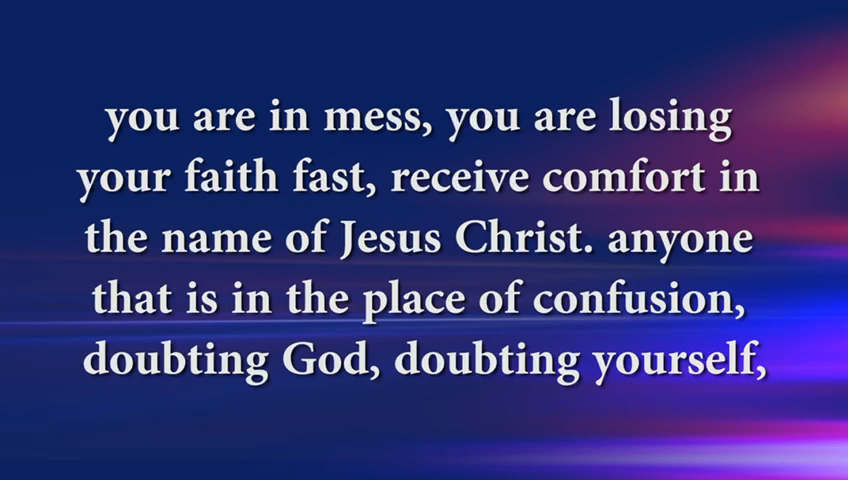 you are in mess, you are losing
your faith fast, receive comfort in
the name of Jesus Christ. anyone
that is in the place of confusion,
doubting God, doubting yourself,